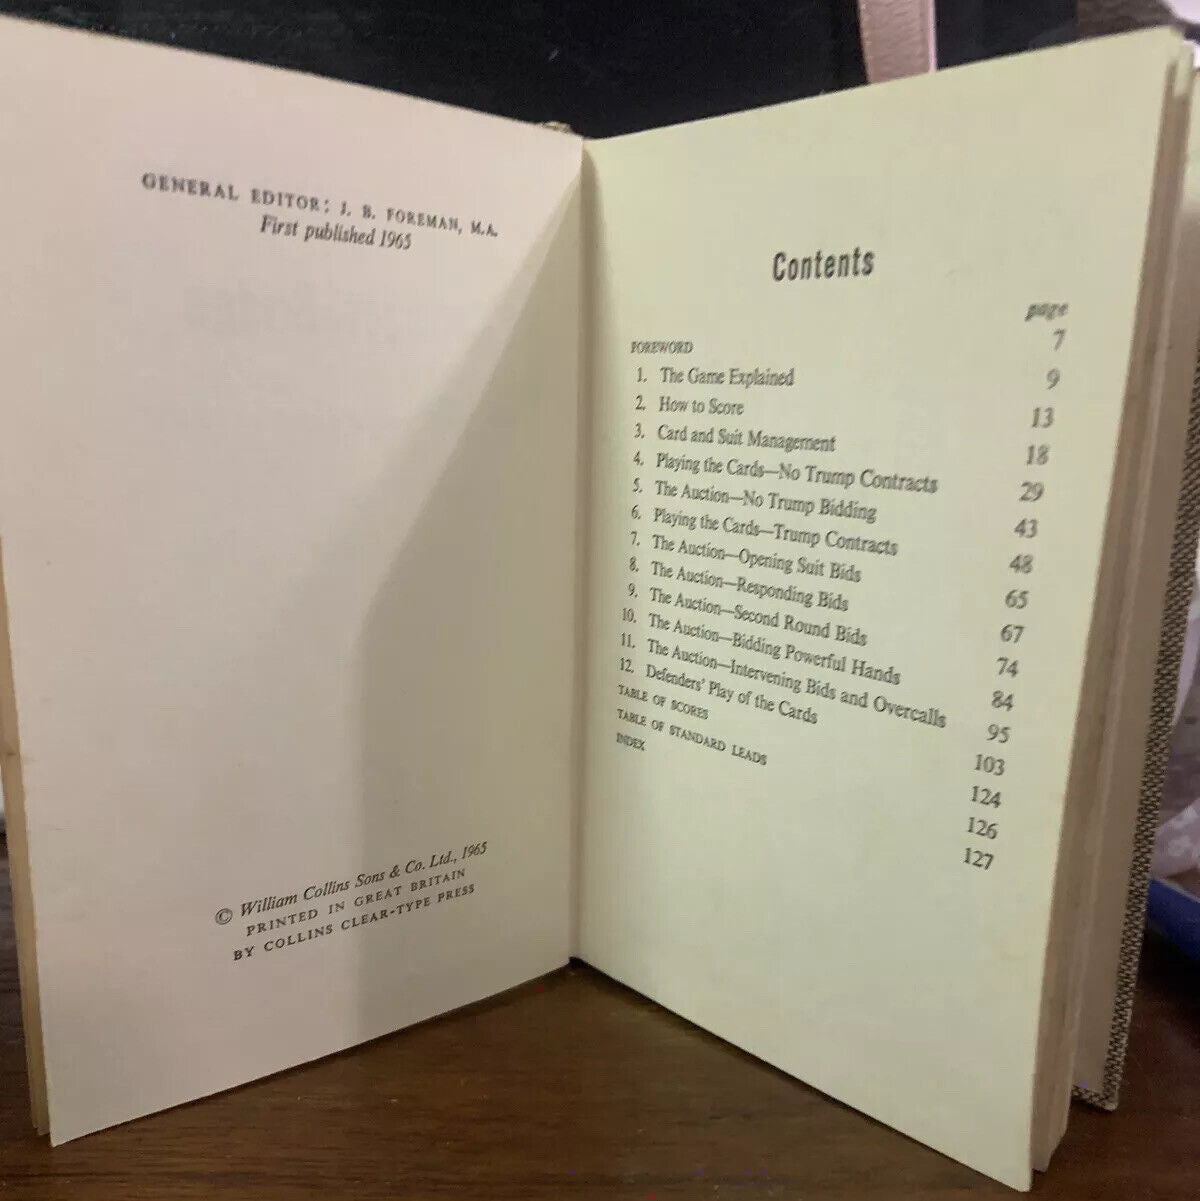 GENERAL EDITOR: J. B. FOREMAN, M.A.
First published 1965
© William Collins Sons & Co. Ltd., 1965
PRINTED IN GREAT BRITAIN
BY COLLINS CLEAR-TYPE PRESS
Contents
page
FOREWORD 7
1. The Game Explained 9
2. How to Score 13
3. Card and Suit Management 18
4. Playing the Cards—No Trump Contracts 29
5. The Auction—No Trump Bidding 43
6. Playing the Cards—Trump Contracts 48
7. The Auction—Opening Suit Bids 65
8. The Auction—Responding Bids 67
9. The Auction—Second Round Bids 74
10. The Auction—Bidding Powerful Hands 84
11. The Auction—Intervening Bids and Overcalls 95
12. Defenders' Play of the Cards 103
TABLE OF SCORES 124
TABLE OF STANDARD LEADS 126
INDEX 127